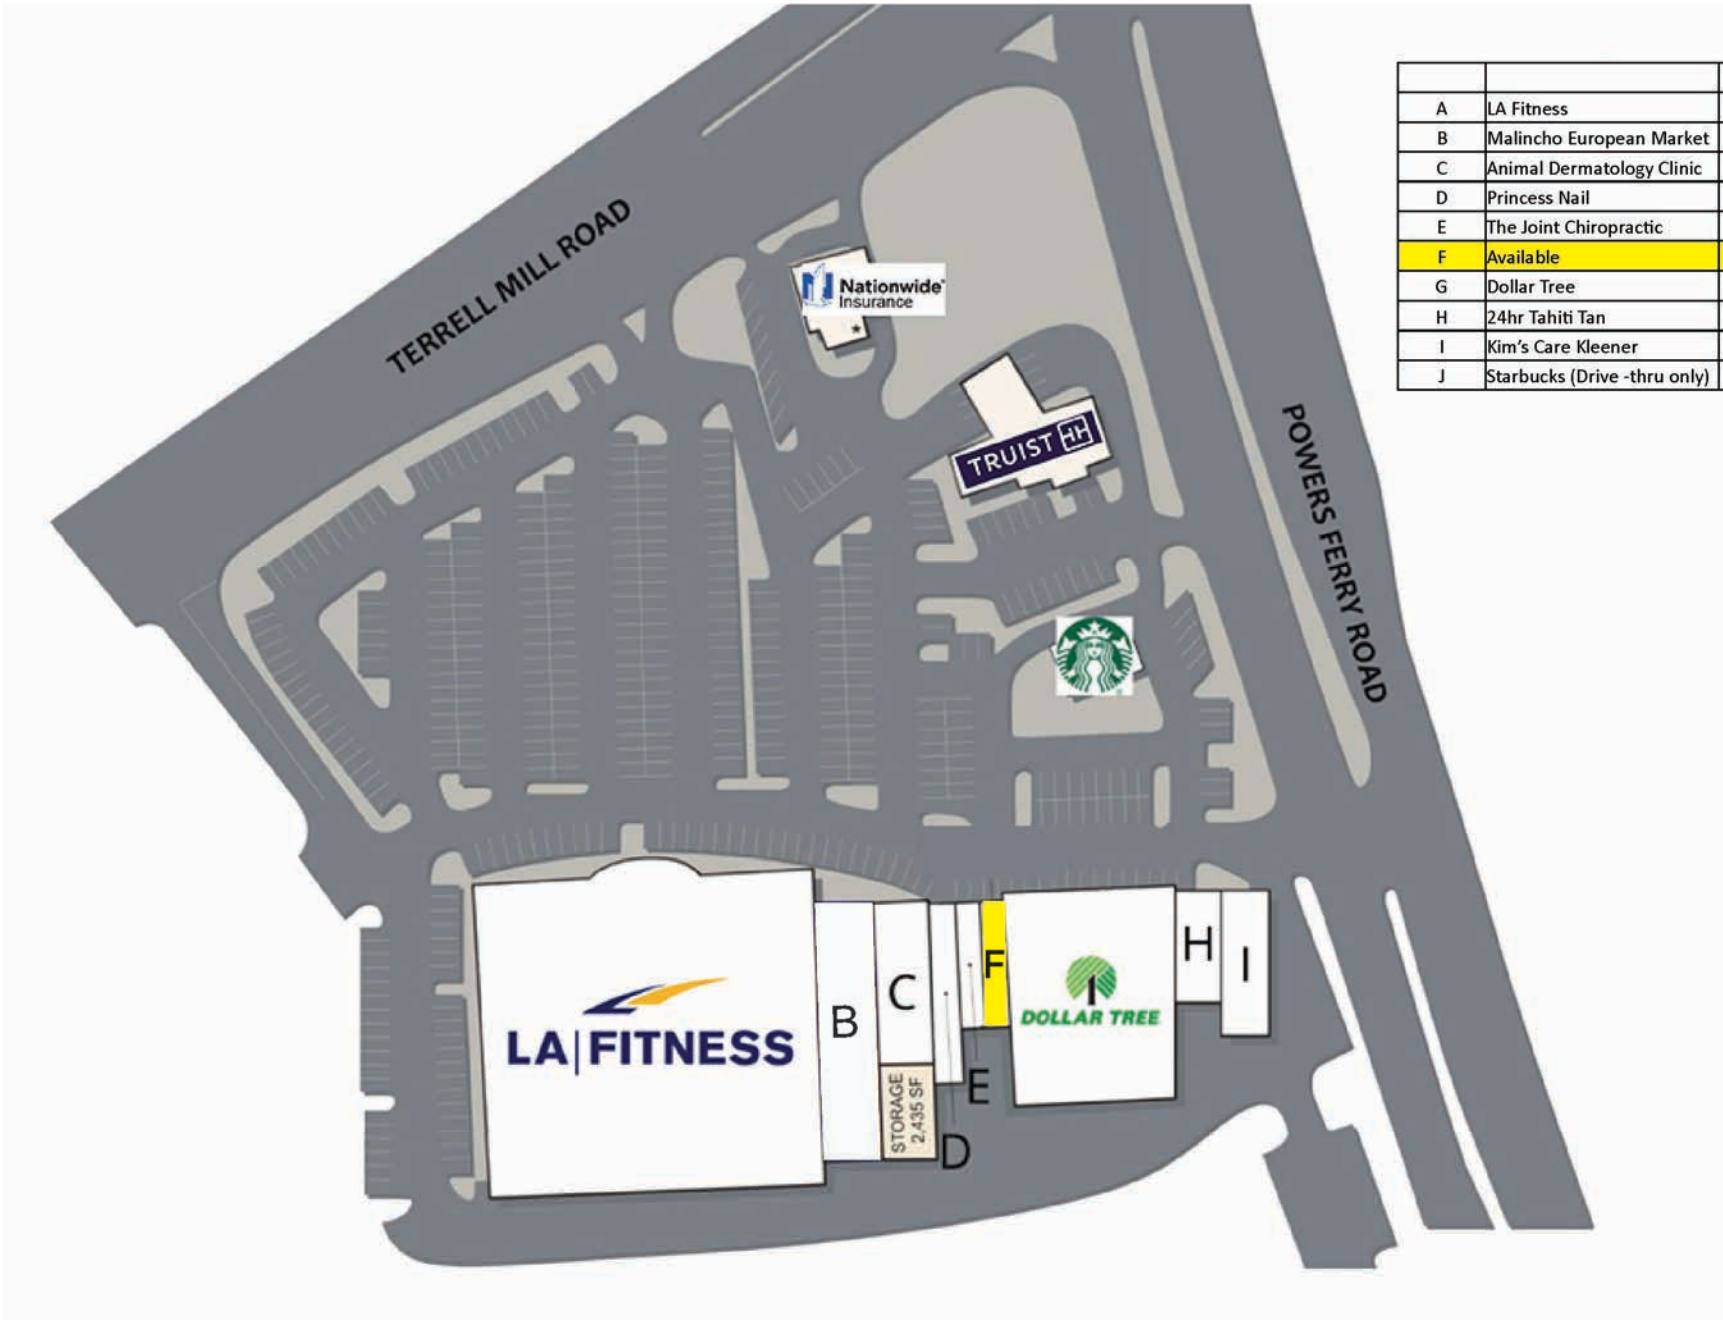 A LA Fitness
B Malincho European Market
C Animal Dermatology Clinic
D Princess Nail
E The Joint Chiropractic
F Available
G Dollar Tree
H 24hr Tahiti Tan
I Kim's Care Kleener
J Starbucks (Drive -thru only)
TERRELL MILL ROAD
Nationwide
Insurance
TRUIST
POWERS FERRY ROAD
LA FITNESS
B
C
STORAGE
2,435 SF
D
E
F
DOLLAR TREE
H
I